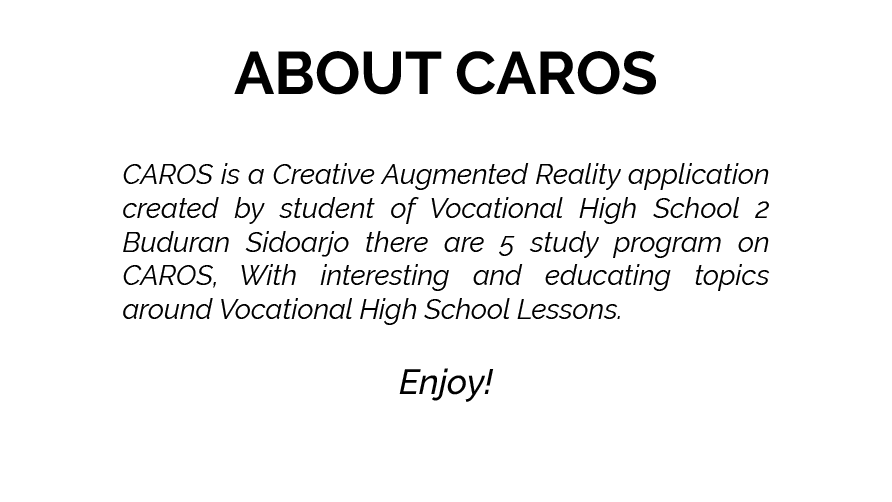 ABOUT CAROS
CAROS is a Creative Augmented Reality application
created by student of Vocational High School 2
Buduran Sidoarjo there are 5 study program on
CAROS, With interesting and educating topics
around Vocational High School Lessons.
Enjoy!